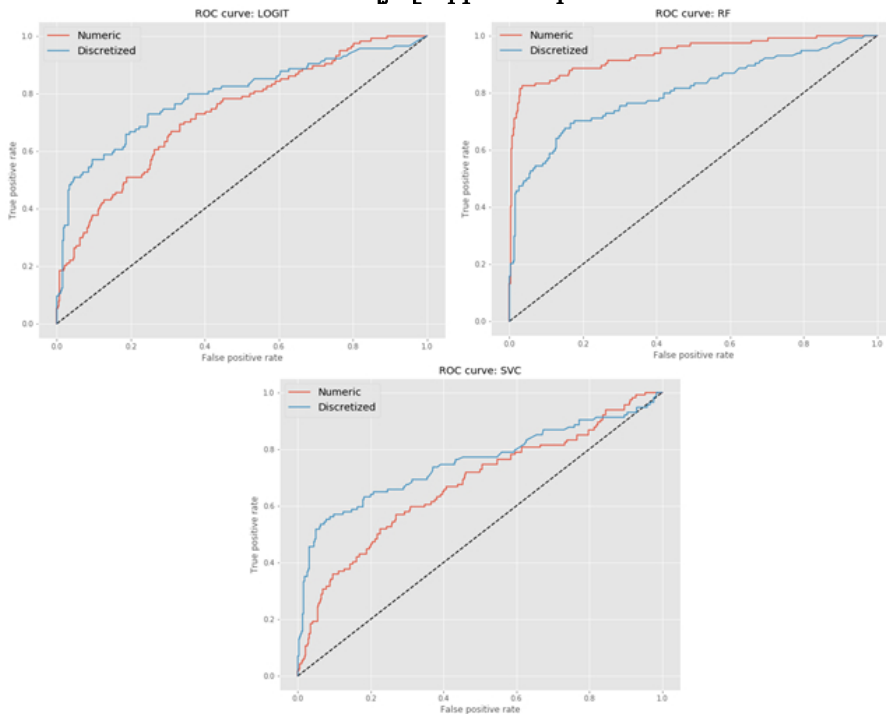 ROC curve: LOGIT
Numeric
Discretized
1.0
0.8
0.6
0.4
0.2
0.0
True positive rate
0.0 0.2 0.4 0.6 0.8 1.0
False positive rate
ROC curve: RF
Numeric
Discretized
1.0
0.8
0.6
0.4
0.2
0.0
True positive rate
0.0 0.2 0.4 0.6 0.8 1.0
False positive rate
ROC curve: SVC
Numeric
Discretized
1.0
0.8
0.6
0.4
0.2
0.0
True positive rate
0.0 0.2 0.4 0.6 0.8 1.0
False positive rate